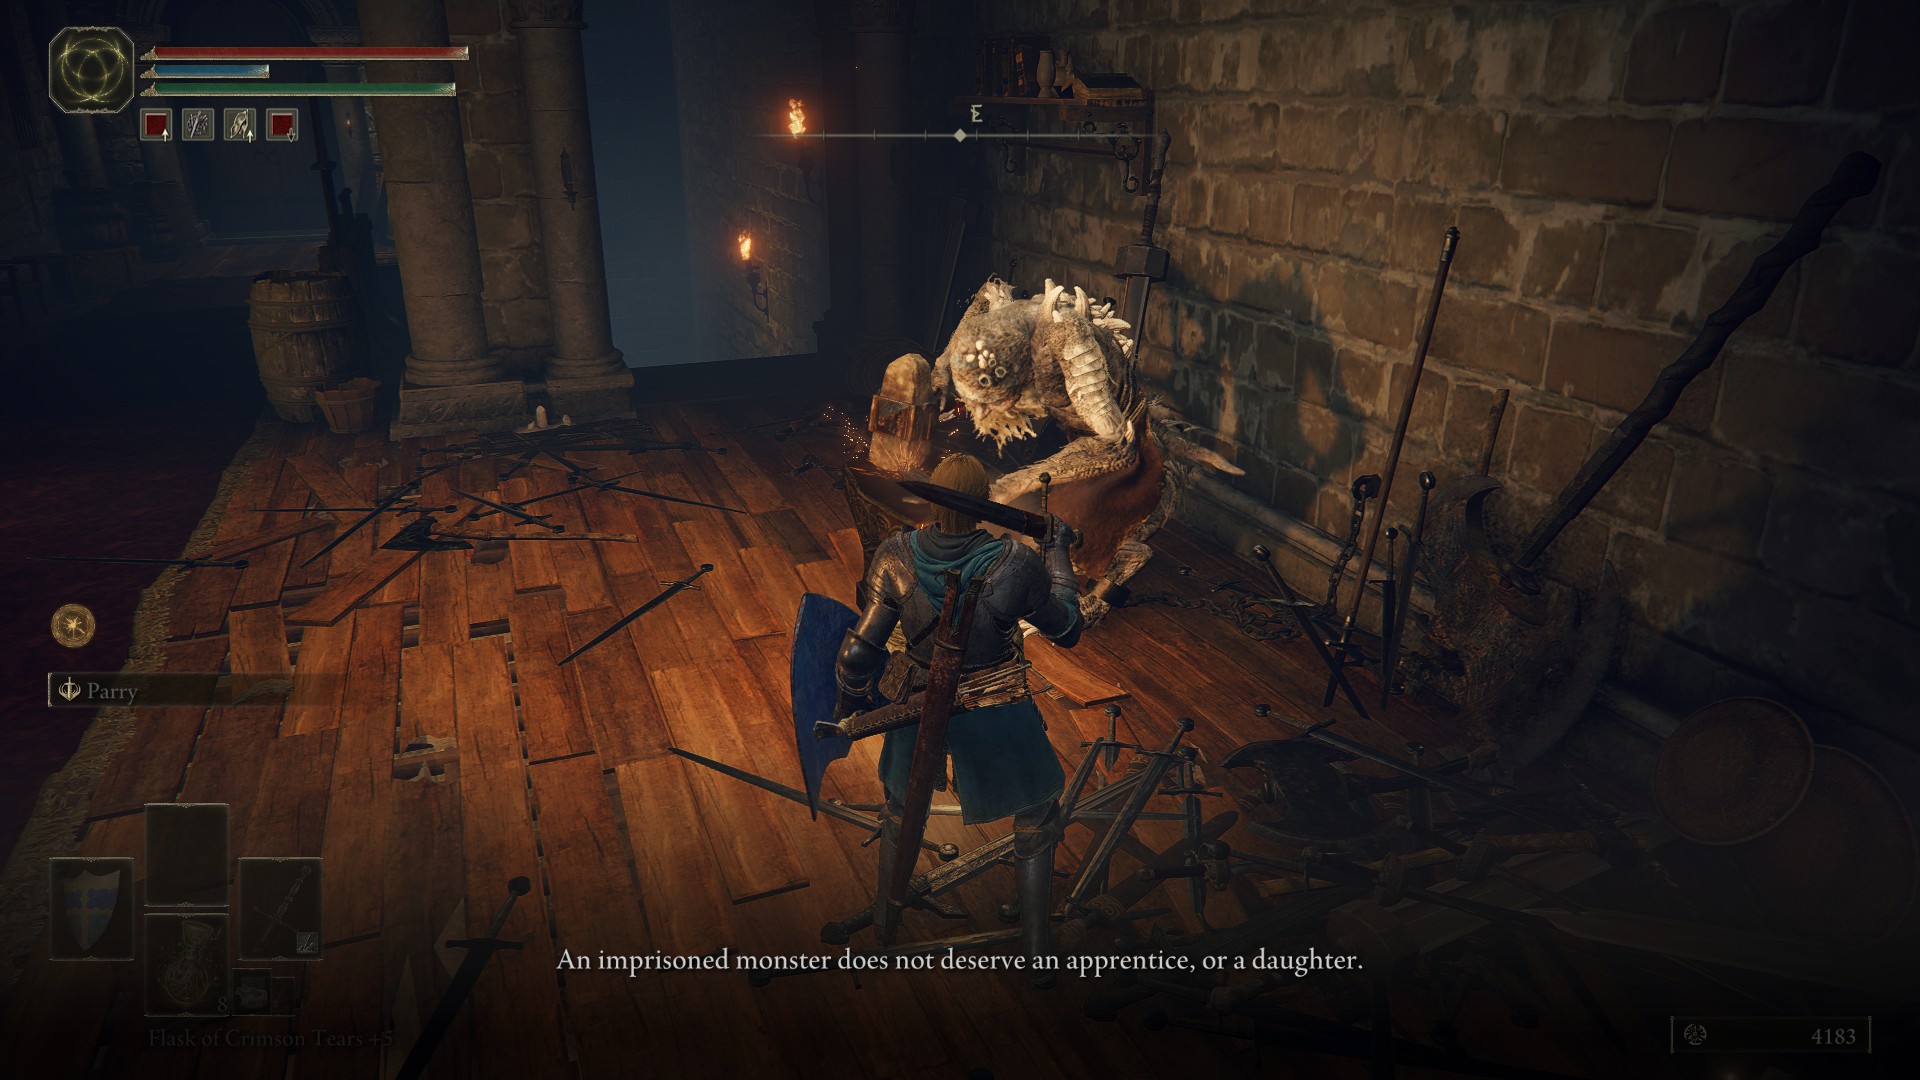 E
Parry
An imprisoned monster does not deserve an apprentice, or a daughter.
8
Flask of Crimson Tears +5
4183